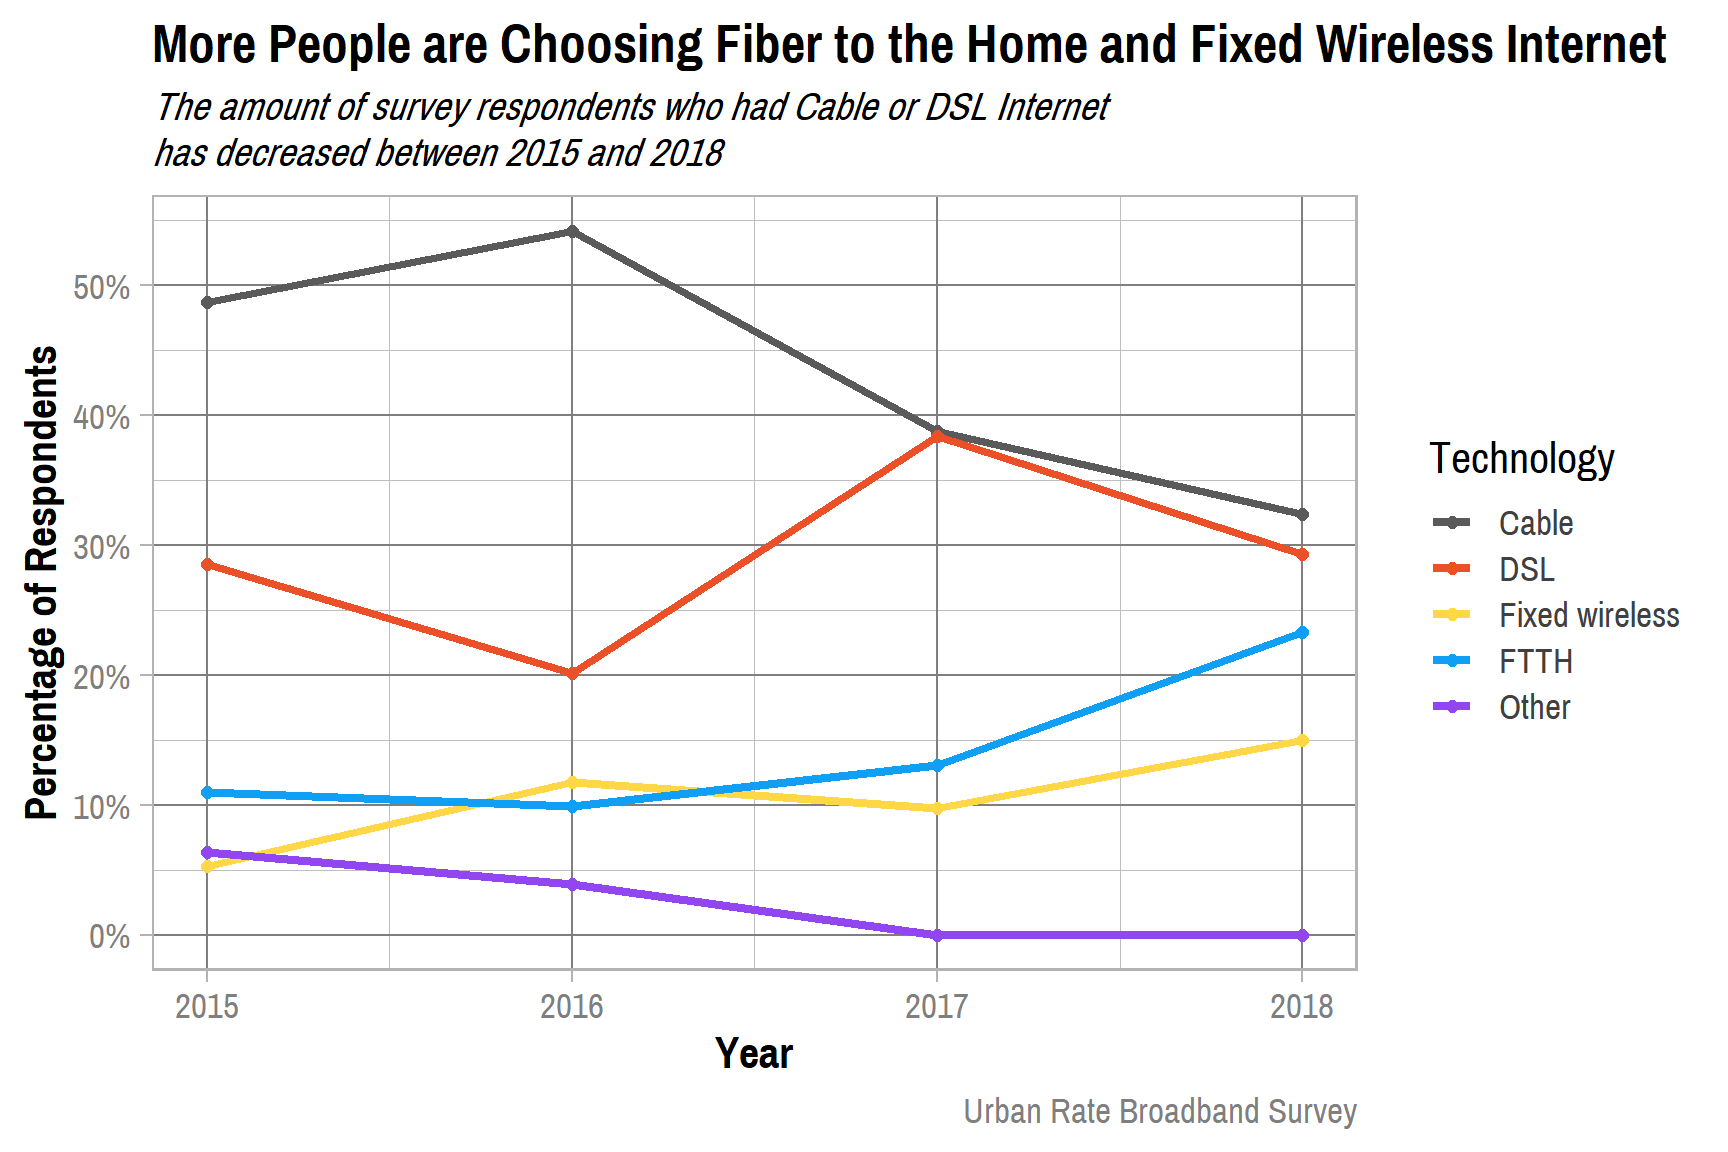 More People are Choosing Fiber to the Home and Fixed Wireless Internet
The amount of survey respondents who had Cable or DSL Internet
has decreased between 2015 and 2018
Percentage of Respondents
50%
40%
30%
20%
10%
0%
2015
2016
2017
2018
Year
Technology
Cable
DSL
Fixed wireless
FTTH
Other
Urban Rate Broadband Survey